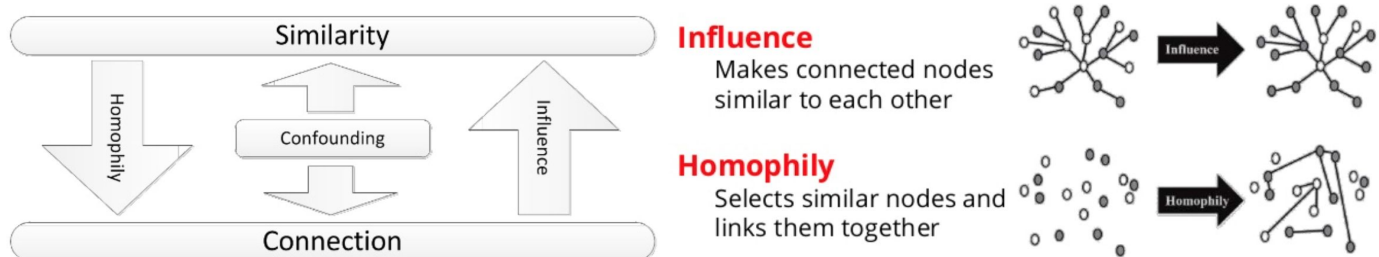 Similarity
Homophily
Confounding
Influence
Connection
Influence
Makes connected nodes
similar to each other
Influence
Homophily
Selects similar nodes and
links them together
Homophily